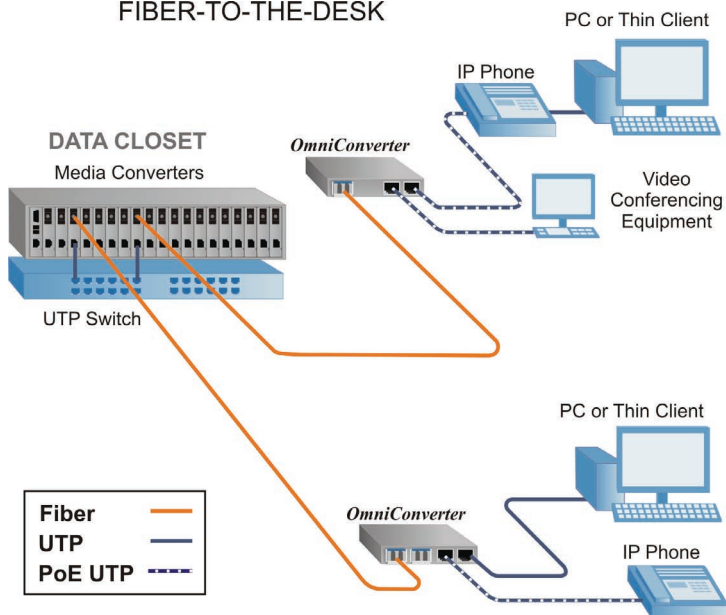 FIBER-TO-THE-DESK
PC or Thin Client
IP Phone
DATA CLOSET
Media Converters
OmniConverter
Video
Conferencing
Equipment
UTP Switch
PC or Thin Client
OmniConverter
IP Phone
Fiber
UTP
PoE UTP